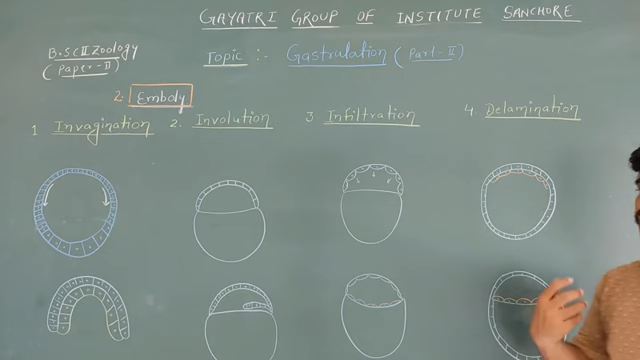 GAYATRI GROUP OF INSTITUTE SANCHORE
B.SC II Zoology
(Paper-II)
Topic :- Gastrulation (Part-II)
2. Emboly
1 Invagination 2. Involution 3 Infiltration 4 Delamination